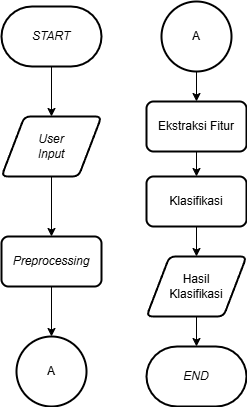 START
User
Input
Preprocessing
A
A
Ekstraksi Fitur
Klasifikasi
Hasil
Klasifikasi
END